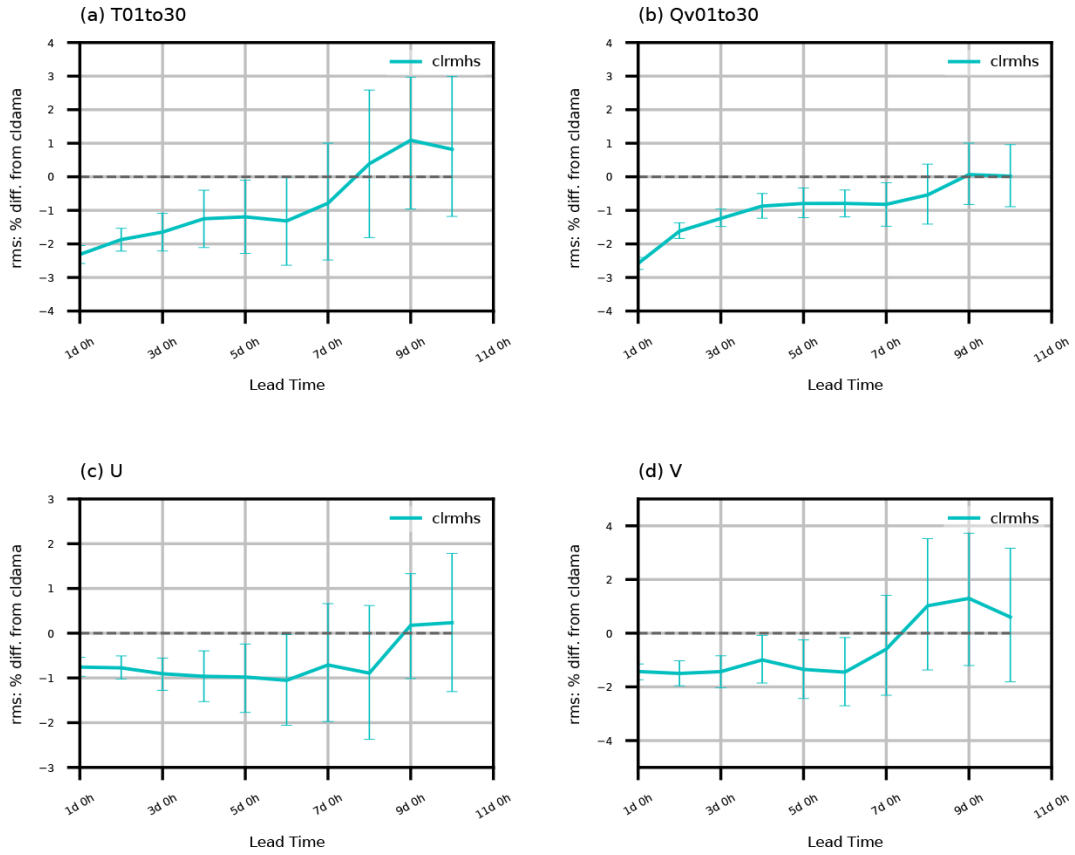 (a) T01to30
rms: % diff. from cldama
4
3
2
1
0
−1
−2
−3
−4
clrmhs
1d 0h
3d 0h
5d 0h
7d 0h
9d 0h
11d 0h
Lead Time
(b) Qv01to30
rms: % diff. from cldama
4
3
2
1
0
−1
−2
−3
−4
clrmhs
1d 0h
3d 0h
5d 0h
7d 0h
9d 0h
11d 0h
Lead Time
(c) U
rms: % diff. from cldama
3
2
1
0
−1
−2
−3
clrmhs
1d 0h
3d 0h
5d 0h
7d 0h
9d 0h
11d 0h
Lead Time
(d) V
rms: % diff. from cldama
4
2
0
−2
−4
clrmhs
1d 0h
3d 0h
5d 0h
7d 0h
9d 0h
11d 0h
Lead Time